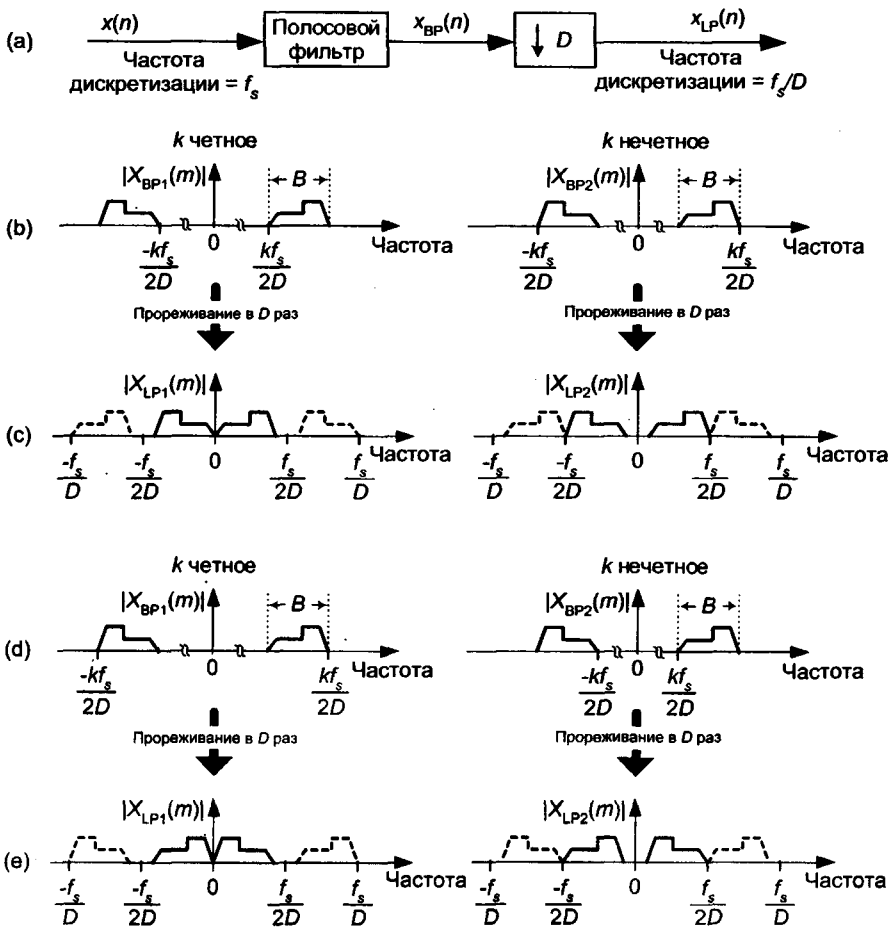 (a) x(n) Полосовой фильтр x_BP(n) ↓ D x_LP(n)
Частота дискретизации = f_s
Частота дискретизации = f_s/D
k четное k нечетное
(b) |X_BP1(m)| B |X_BP2(m)| B
-kf_s/2D 0 kf_s/2D Частота -kf_s/2D 0 kf_s/2D Частота
Прореживание в D раз Прореживание в D раз
(c) |X_LP1(m)| |X_LP2(m)|
-f_s/D -f_s/2D 0 f_s/2D f_s/D Частота -f_s/D -f_s/2D 0 f_s/2D f_s/D Частота
k четное k нечетное
(d) |X_BP1(m)| B |X_BP2(m)| B
-kf_s/2D 0 kf_s/2D Частота -kf_s/2D 0 kf_s/2D Частота
Прореживание в D раз Прореживание в D раз
(e) |X_LP1(m)| |X_LP2(m)|
-f_s/D -f_s/2D 0 f_s/2D f_s/D Частота -f_s/D -f_s/2D 0 f_s/2D f_s/D Частота